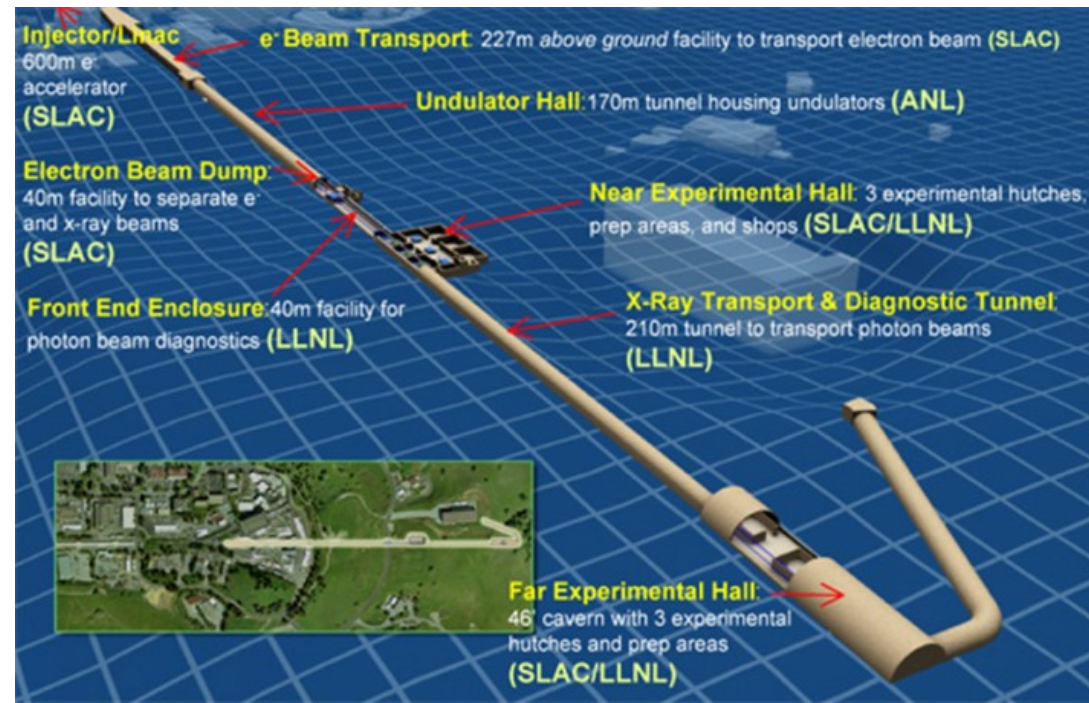 Injector/Linac
600m e-
accelerator
(SLAC)
e- Beam Transport: 227m above ground facility to transport electron beam (SLAC)
Undulator Hall: 170m tunnel housing undulators (ANL)
Electron Beam Dump:
40m facility to separate e-
and x-ray beams
(SLAC)
Near Experimental Hall: 3 experimental hutches,
prep areas, and shops (SLAC/LLNL)
Front End Enclosure: 40m facility for
photon beam diagnostics (LLNL)
X-Ray Transport & Diagnostic Tunnel:
210m tunnel to transport photon beams
(LLNL)
Far Experimental Hall:
46' cavern with 3 experimental
hutches and prep areas
(SLAC/LLNL)